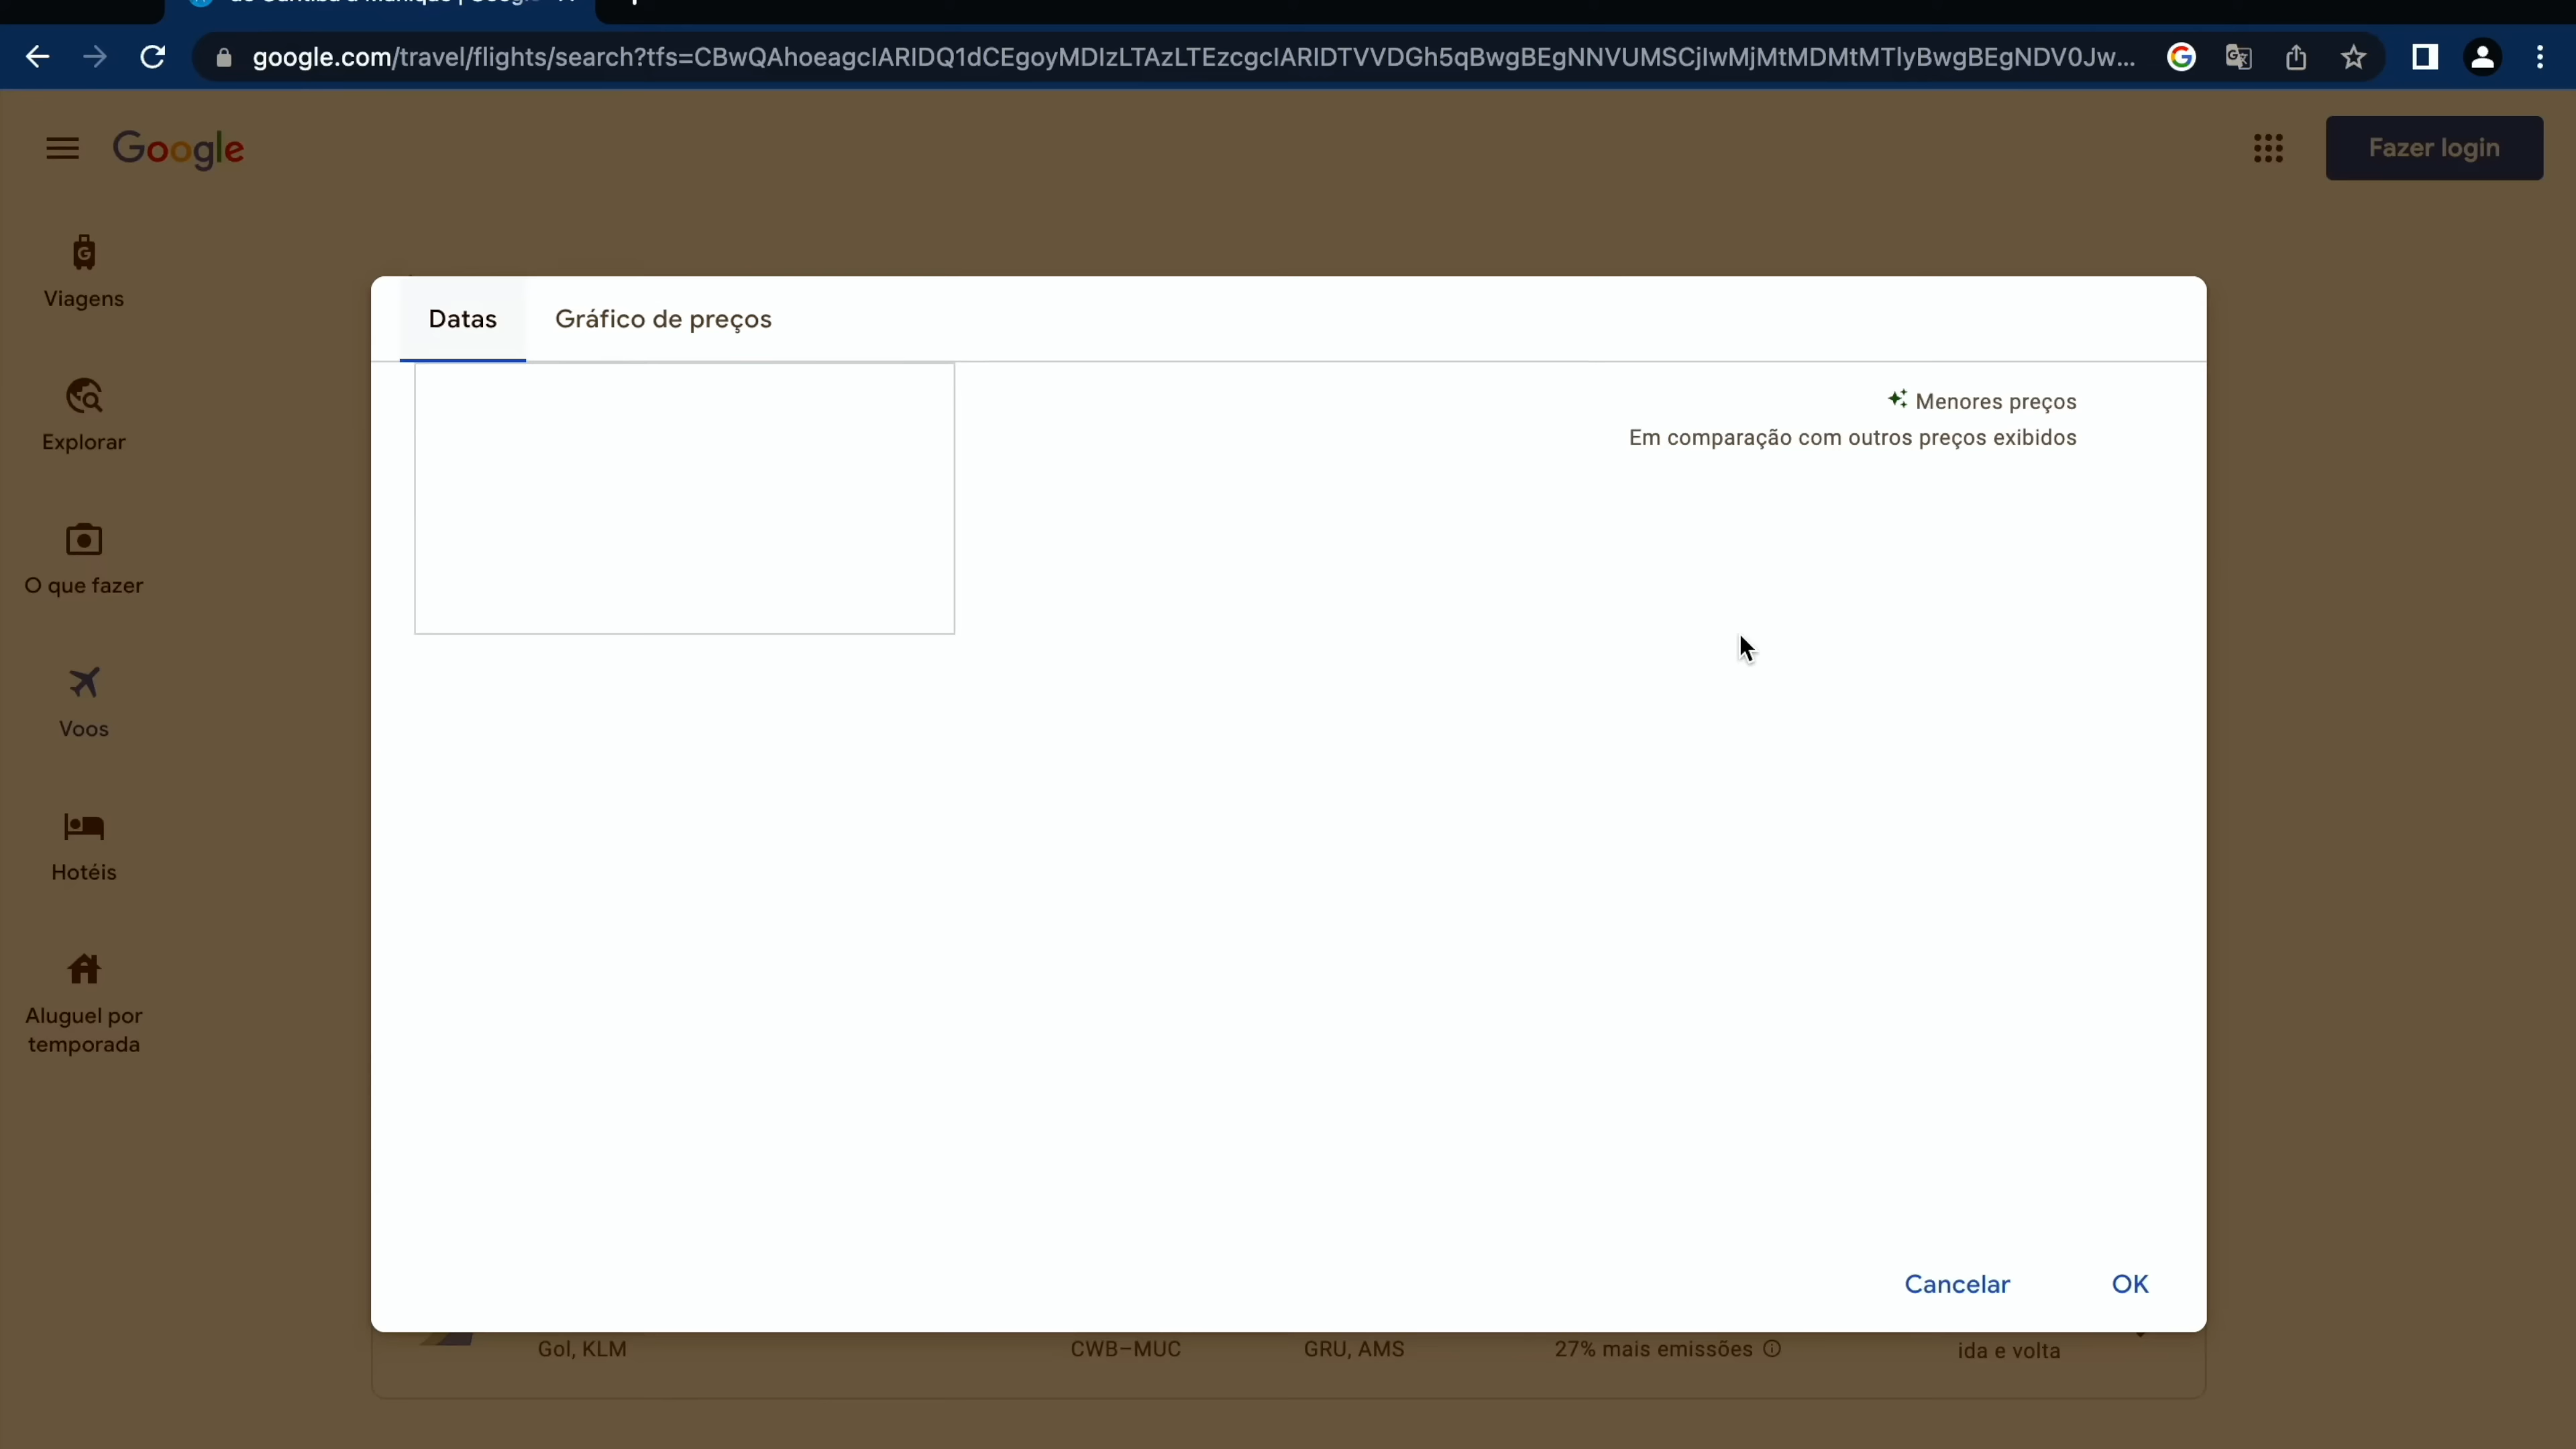 google.com/travel/flights/search?tfs=CBwQAhoeagcIARIDQ1dCEgoyMDIzLTAzLTEzcgcIARIDTVVDGh5qBwgBEgNNVUMSCjIwMjMtMDMtMTlyBwgBEgNDV0Jw...
Google
Fazer login
Viagens
Explorar
O que fazer
Voos
Hotéis
Aluguel por
temporada
Datas
Gráfico de preços
Menores preços
Em comparação com outros preços exibidos
Cancelar
OK
Gol, KLM
CWB–MUC
GRU, AMS
27% mais emissões
ida e volta